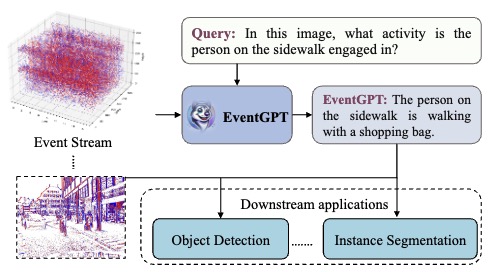 Query: In this image, what activity is the
person on the sidewalk engaged in?
EventGPT
EventGPT: The person on
the sidewalk is walking
with a shopping bag.
Event Stream
Downstream applications
Object Detection
.......
Instance Segmentation